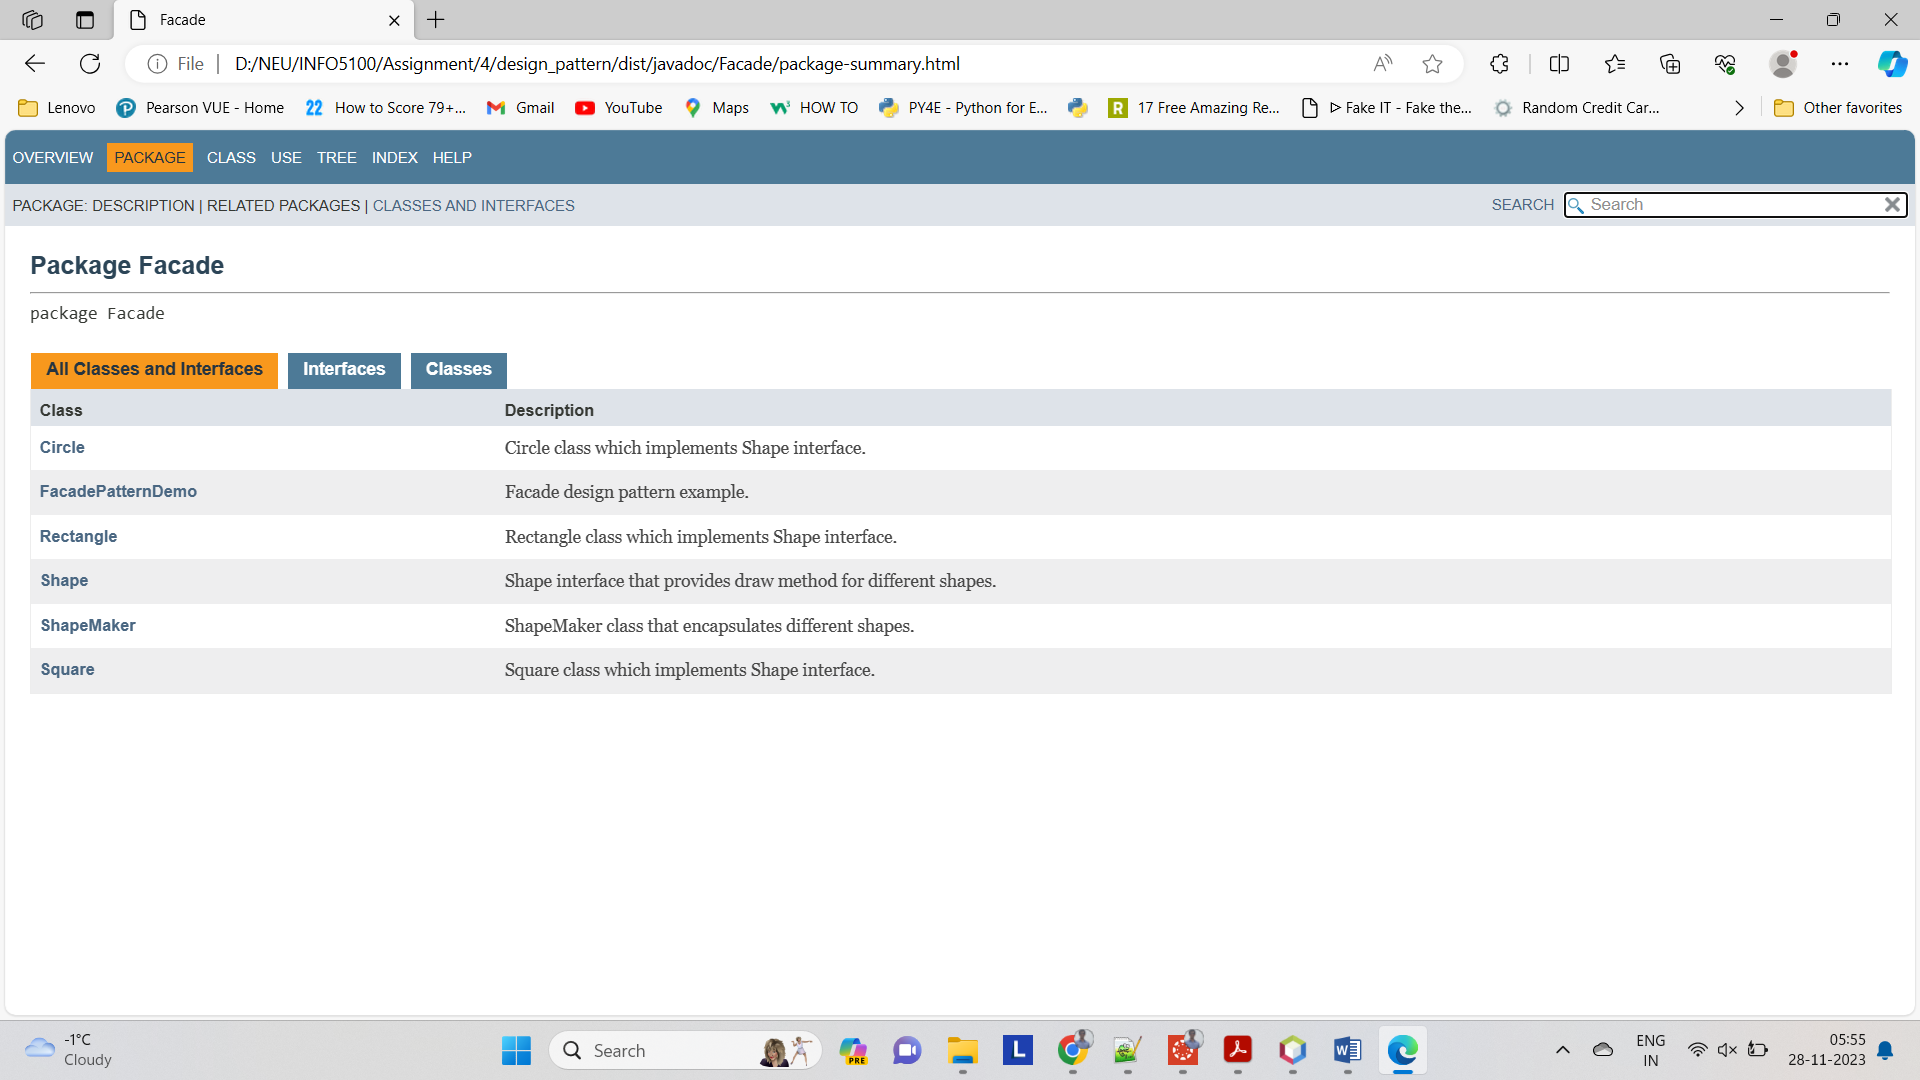 Facade
File
D:/NEU/INFO5100/Assignment/4/design_pattern/dist/javadoc/Facade/package-summary.html
Lenovo Pearson VUE - Home 22 How to Score 79+... Gmail YouTube Maps HOW TO PY4E - Python for E... R 17 Free Amazing Re... ᐅ Fake IT - Fake the... Random Credit Car... Other favorites
OVERVIEW PACKAGE CLASS USE TREE INDEX HELP
PACKAGE: DESCRIPTION | RELATED PACKAGES | CLASSES AND INTERFACES SEARCH Search
Package Facade
package Facade
All Classes and Interfaces Interfaces Classes
Class Description
Circle Circle class which implements Shape interface.
FacadePatternDemo Facade design pattern example.
Rectangle Rectangle class which implements Shape interface.
Shape Shape interface that provides draw method for different shapes.
ShapeMaker ShapeMaker class that encapsulates different shapes.
Square Square class which implements Shape interface.
-1°C
Cloudy
Search
PRE
L
ENG
IN
05:55
28-11-2023